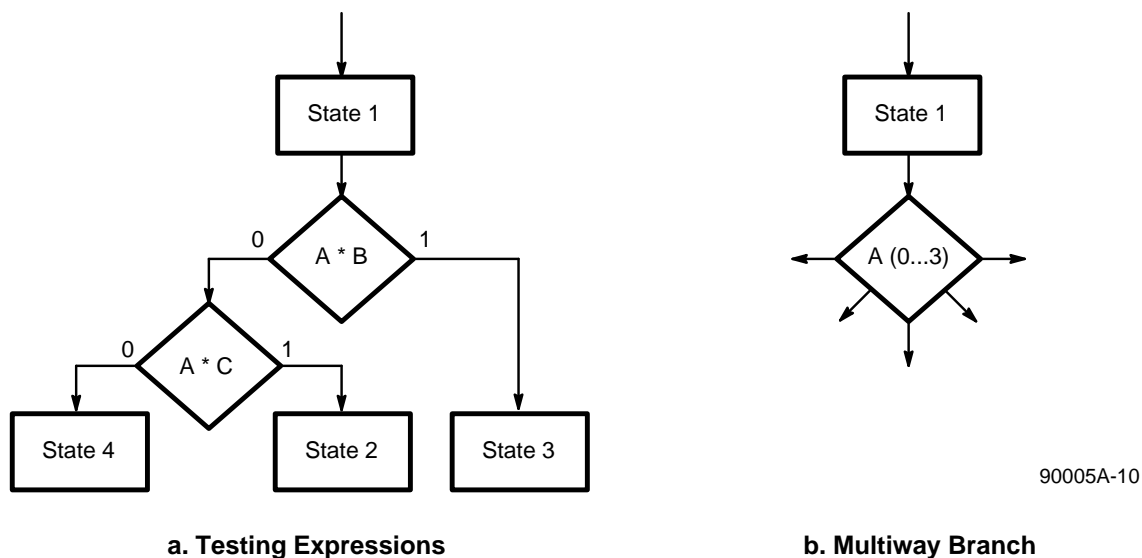 State 1
A * B
0
1
A * C
0
1
State 4
State 2
State 3
a. Testing Expressions
State 1
A (0...3)
90005A-10
b. Multiway Branch